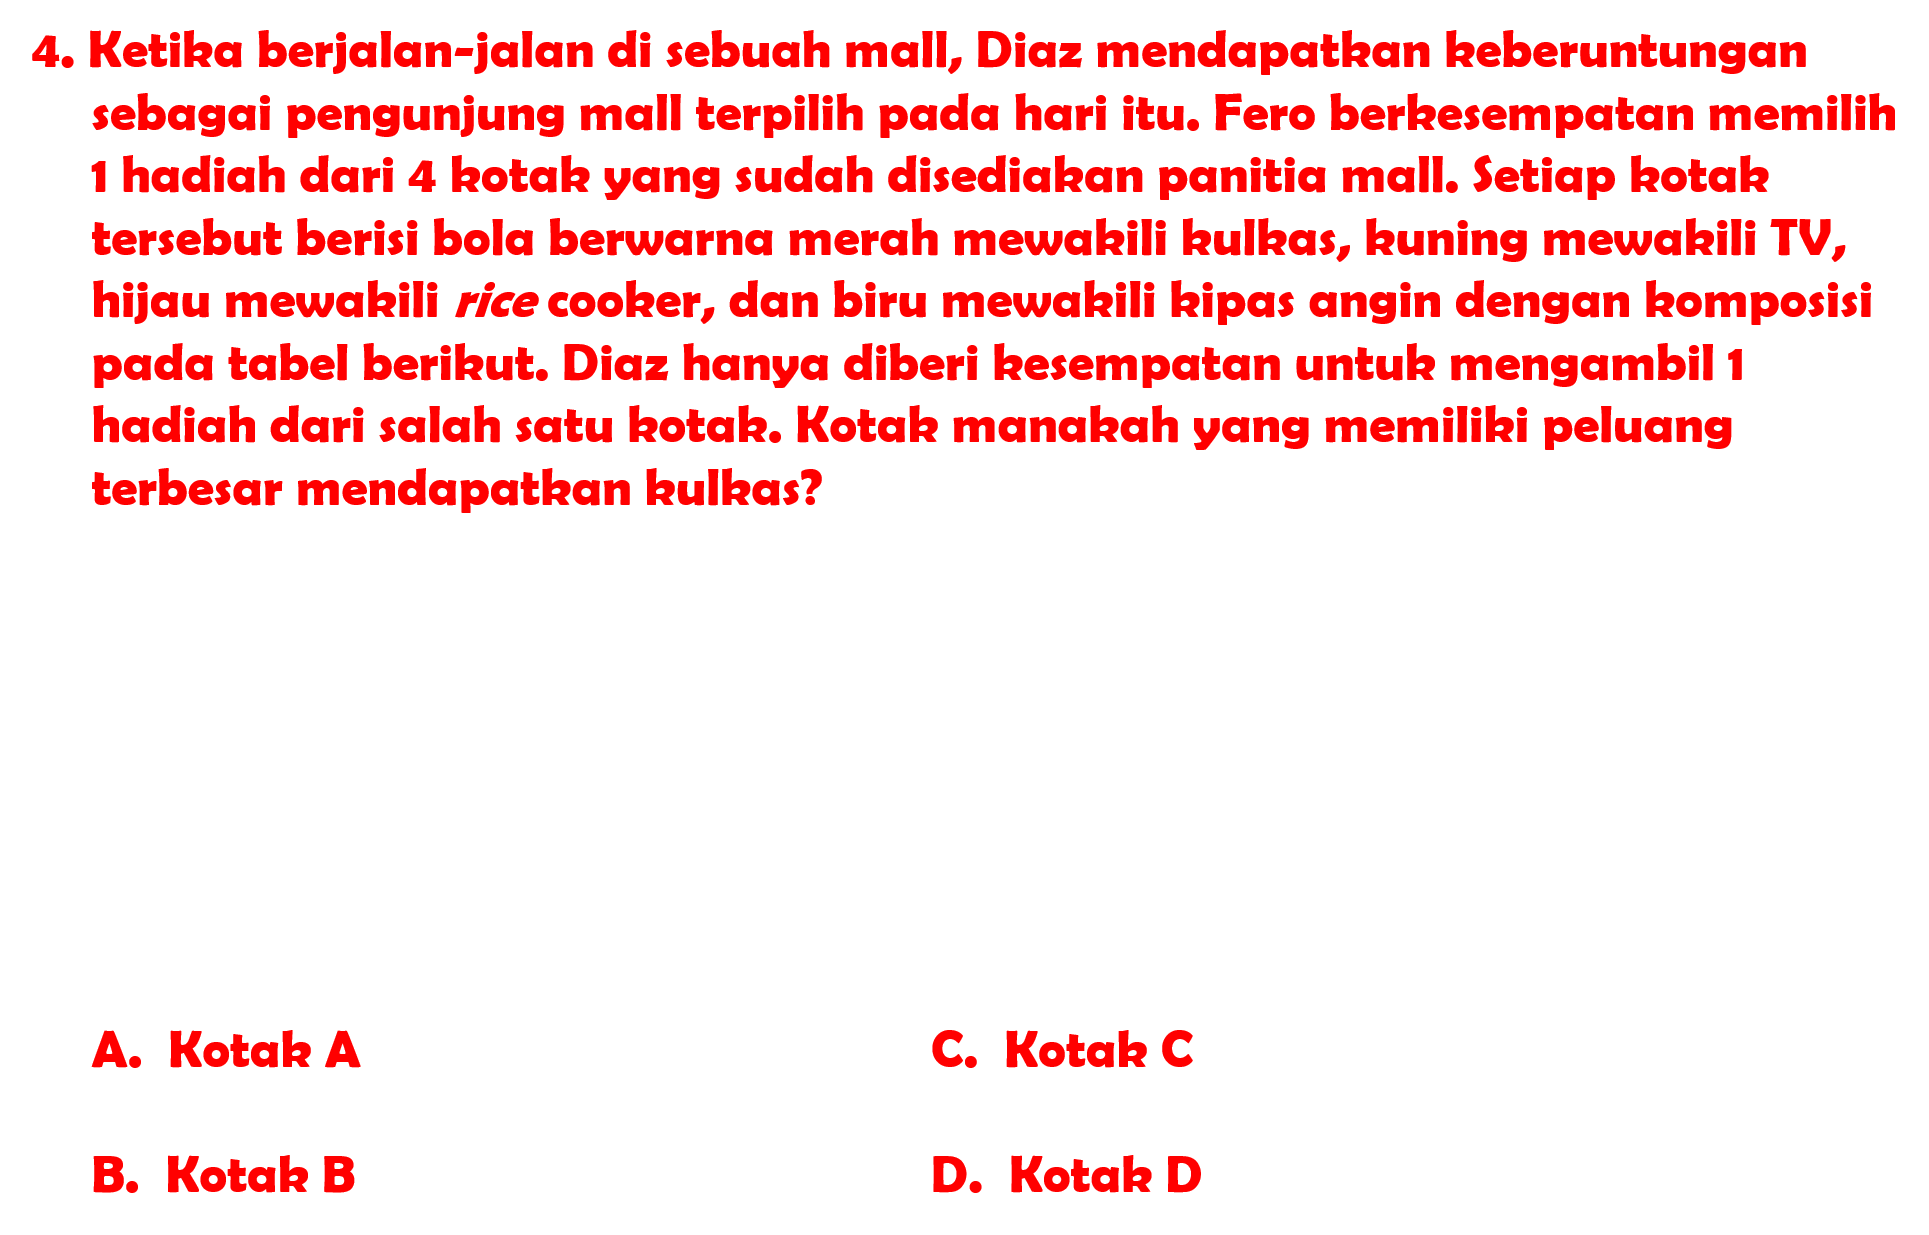 4. Ketika berjalan-jalan di sebuah mall, Diaz mendapatkan keberuntungan
sebagai pengunjung mall terpilih pada hari itu. Fero berkesempatan memilih
1 hadiah dari 4 kotak yang sudah disediakan panitia mall. Setiap kotak
tersebut berisi bola berwarna merah mewakili kulkas, kuning mewakili TV,
hijau mewakili rice cooker, dan biru mewakili kipas angin dengan komposisi
pada tabel berikut. Diaz hanya diberi kesempatan untuk mengambil 1
hadiah dari salah satu kotak. Kotak manakah yang memiliki peluang
terbesar mendapatkan kulkas?
A. Kotak A
B. Kotak B
C. Kotak C
D. Kotak D